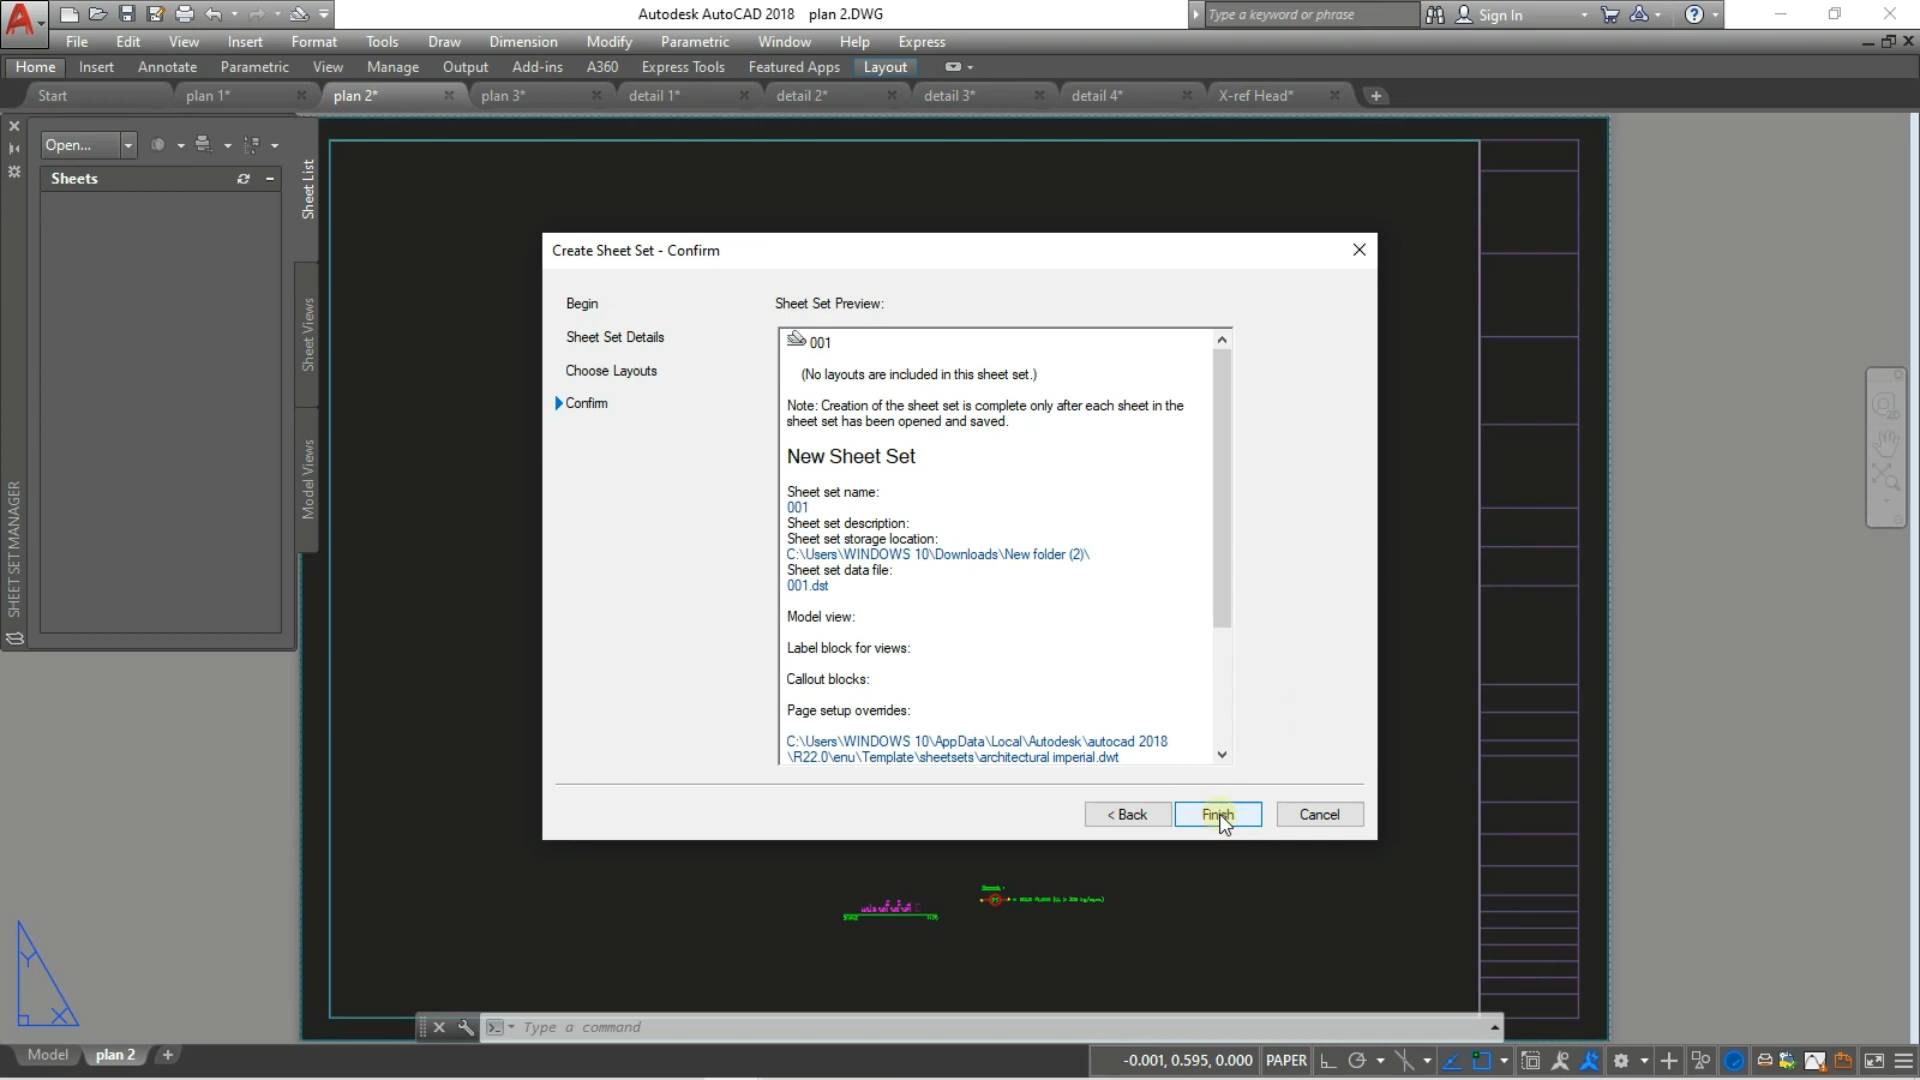 Autodesk AutoCAD 2018 plan 2.DWG
Type a keyword or phrase
Sign In
File Edit View Insert Format Tools Draw Dimension Modify Parametric Window Help Express
Home Insert Annotate Parametric View Manage Output Add-ins A360 Express Tools Featured Apps Layout
Start plan 1* plan 2* plan 3* detail 1* detail 2* detail 3* detail 4* X-ref Head*
Open...
Sheets
Sheet List
Sheet Views
Model Views
SHEET SET MANAGER
Create Sheet Set - Confirm
Begin
Sheet Set Details
Choose Layouts
Confirm
Sheet Set Preview:
001
(No layouts are included in this sheet set.)
Note: Creation of the sheet set is complete only after each sheet in the
sheet set has been opened and saved.
New Sheet Set
Sheet set name:
001
Sheet set description:
Sheet set storage location:
C:\Users\WINDOWS 10\Downloads\New folder (2)\
Sheet set data file:
001.dst
Model view:
Label block for views:
Callout blocks:
Page setup overrides:
C:\Users\WINDOWS 10\AppData\Local\Autodesk\autocad 2018
\R22.0\enu\Template\sheetsets\architectural imperial.dwt
< Back Finish Cancel
Y
X
Type a command
Model plan 2
-0.001, 0.595, 0.000 PAPER